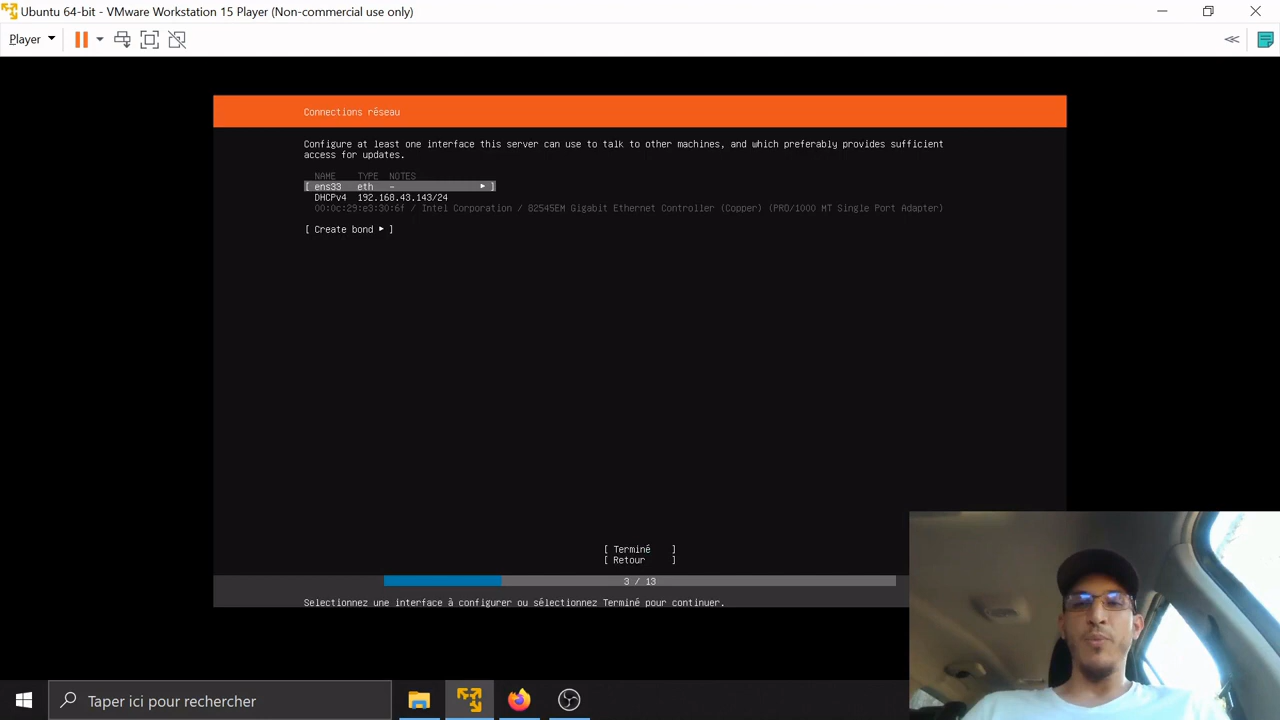 Ubuntu 64-bit - VMware Workstation 15 Player (Non-commercial use only)
Player
Connections réseau
Configure at least one interface this server can use to talk to other machines, and which preferably provides sufficient
access for updates.
NAME TYPE NOTES
[ ens33 eth - ▸ ]
DHCPv4 192.168.43.143/24
00:0c:29:e3:30:6f / Intel Corporation / 82545EM Gigabit Ethernet Controller (Copper) (PRO/1000 MT Single Port Adapter)
[ Create bond ▸ ]
[ Terminé ]
[ Retour ]
3 / 13
Selectionnez une interface à configurer ou sélectionnez Terminé pour continuer.
Taper ici pour rechercher